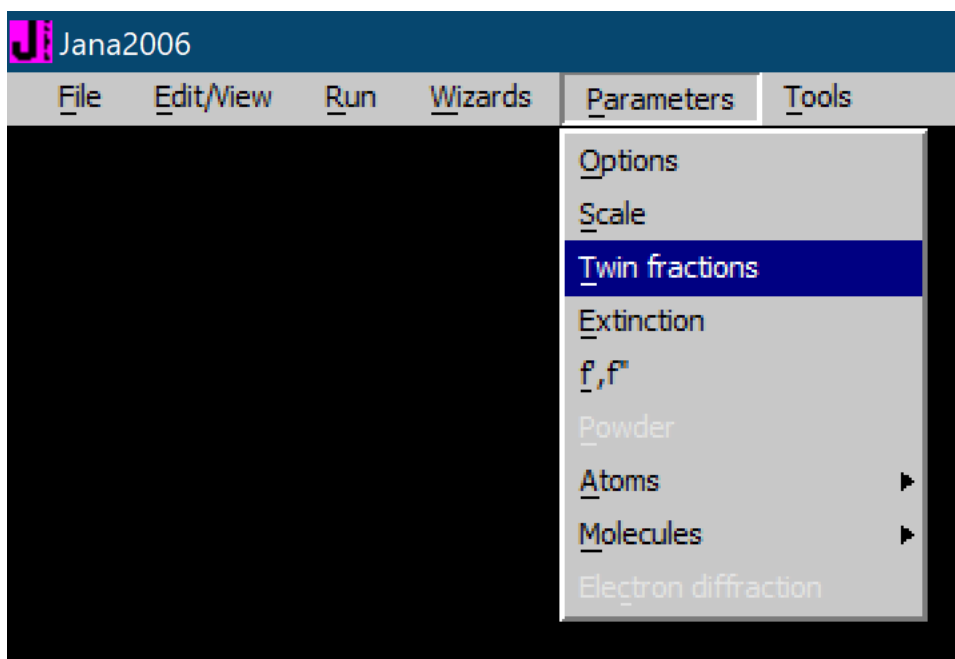 Jana2006
File Edit/View Run Wizards Parameters Tools
Options
Scale
Twin fractions
Extinction
f',f"
Powder
Atoms
Molecules
Electron diffraction